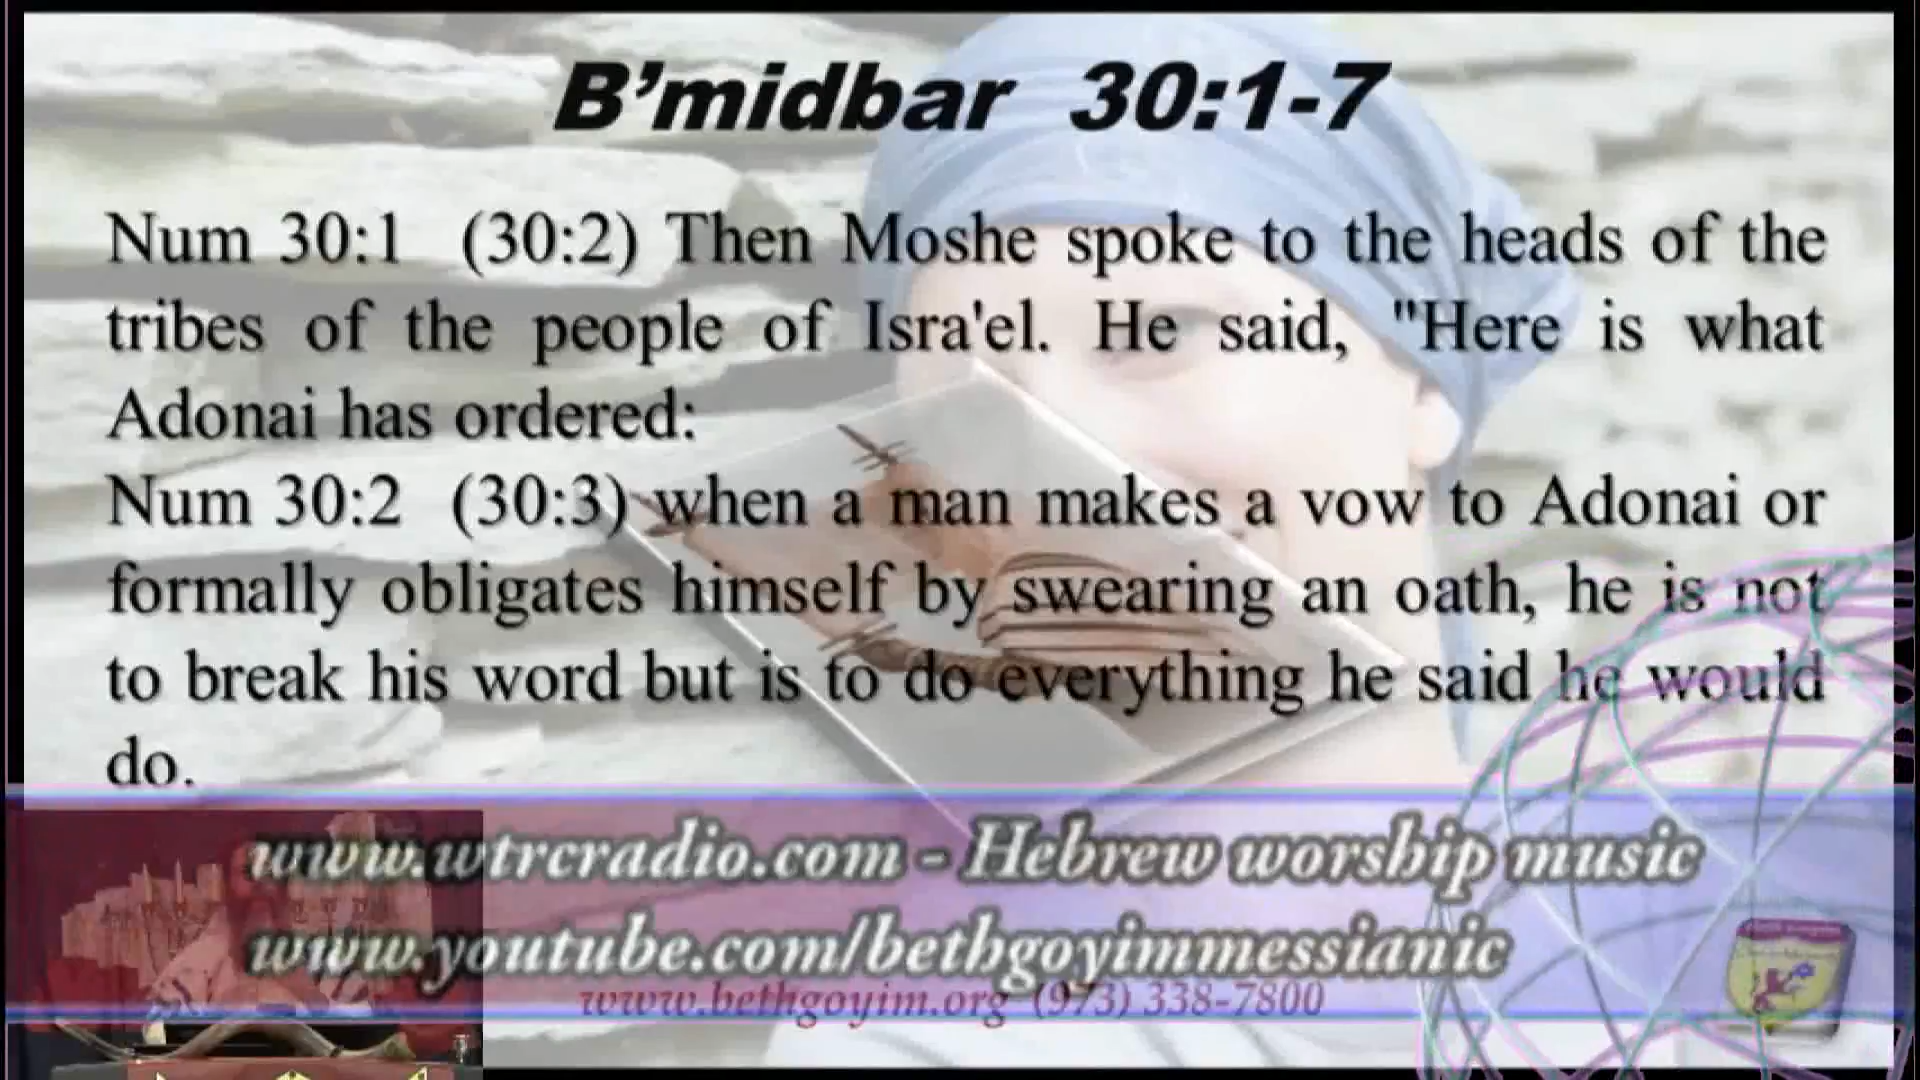 B'midbar 30:1-7
Num 30:1 (30:2) Then Moshe spoke to the heads of the
tribes of the people of Isra'el. He said, "Here is what
Adonai has ordered:
Num 30:2 (30:3) when a man makes a vow to Adonai or
formally obligates himself by swearing an oath, he is not
to break his word but is to do everything he said he would
do.
www.wtrcradio.com - Hebrew worship music
www.youtube.com/bethgoyimmessianic
www.bethgoyim.org (973) 338-7800